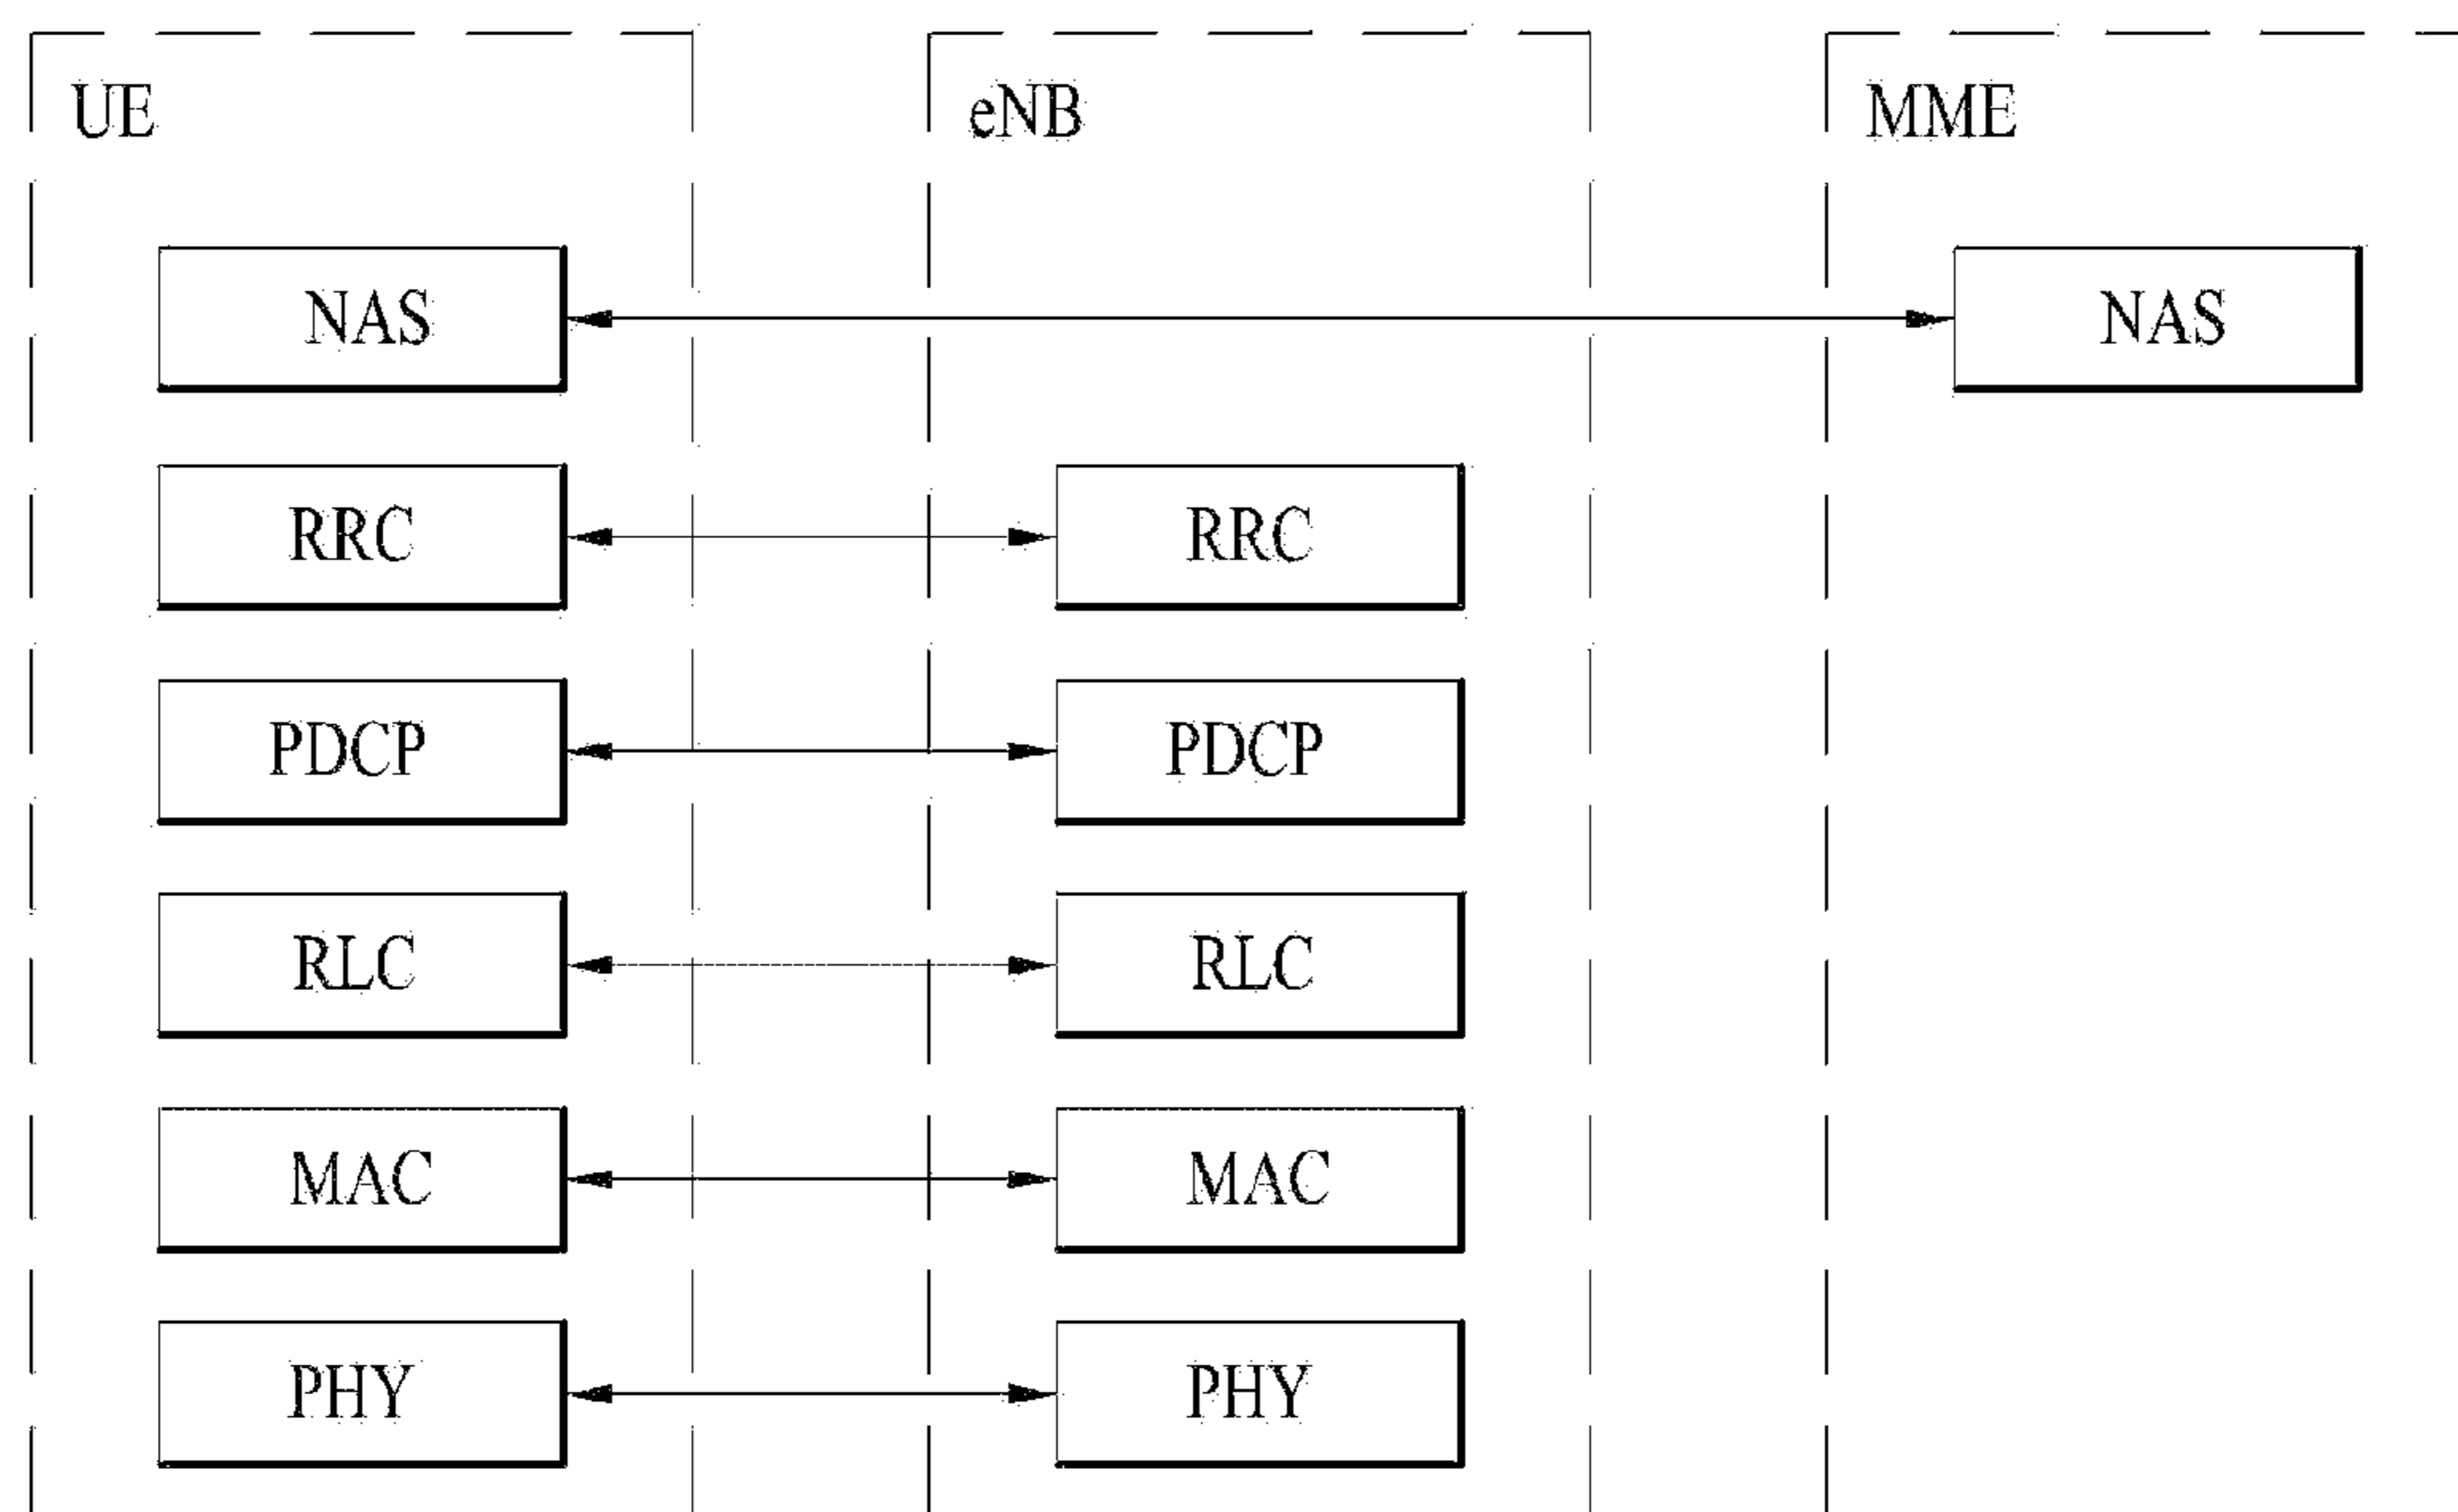 UE eNB MME
NAS NAS
RRC RRC
PDCP PDCP
RLC RLC
MAC MAC
PHY PHY